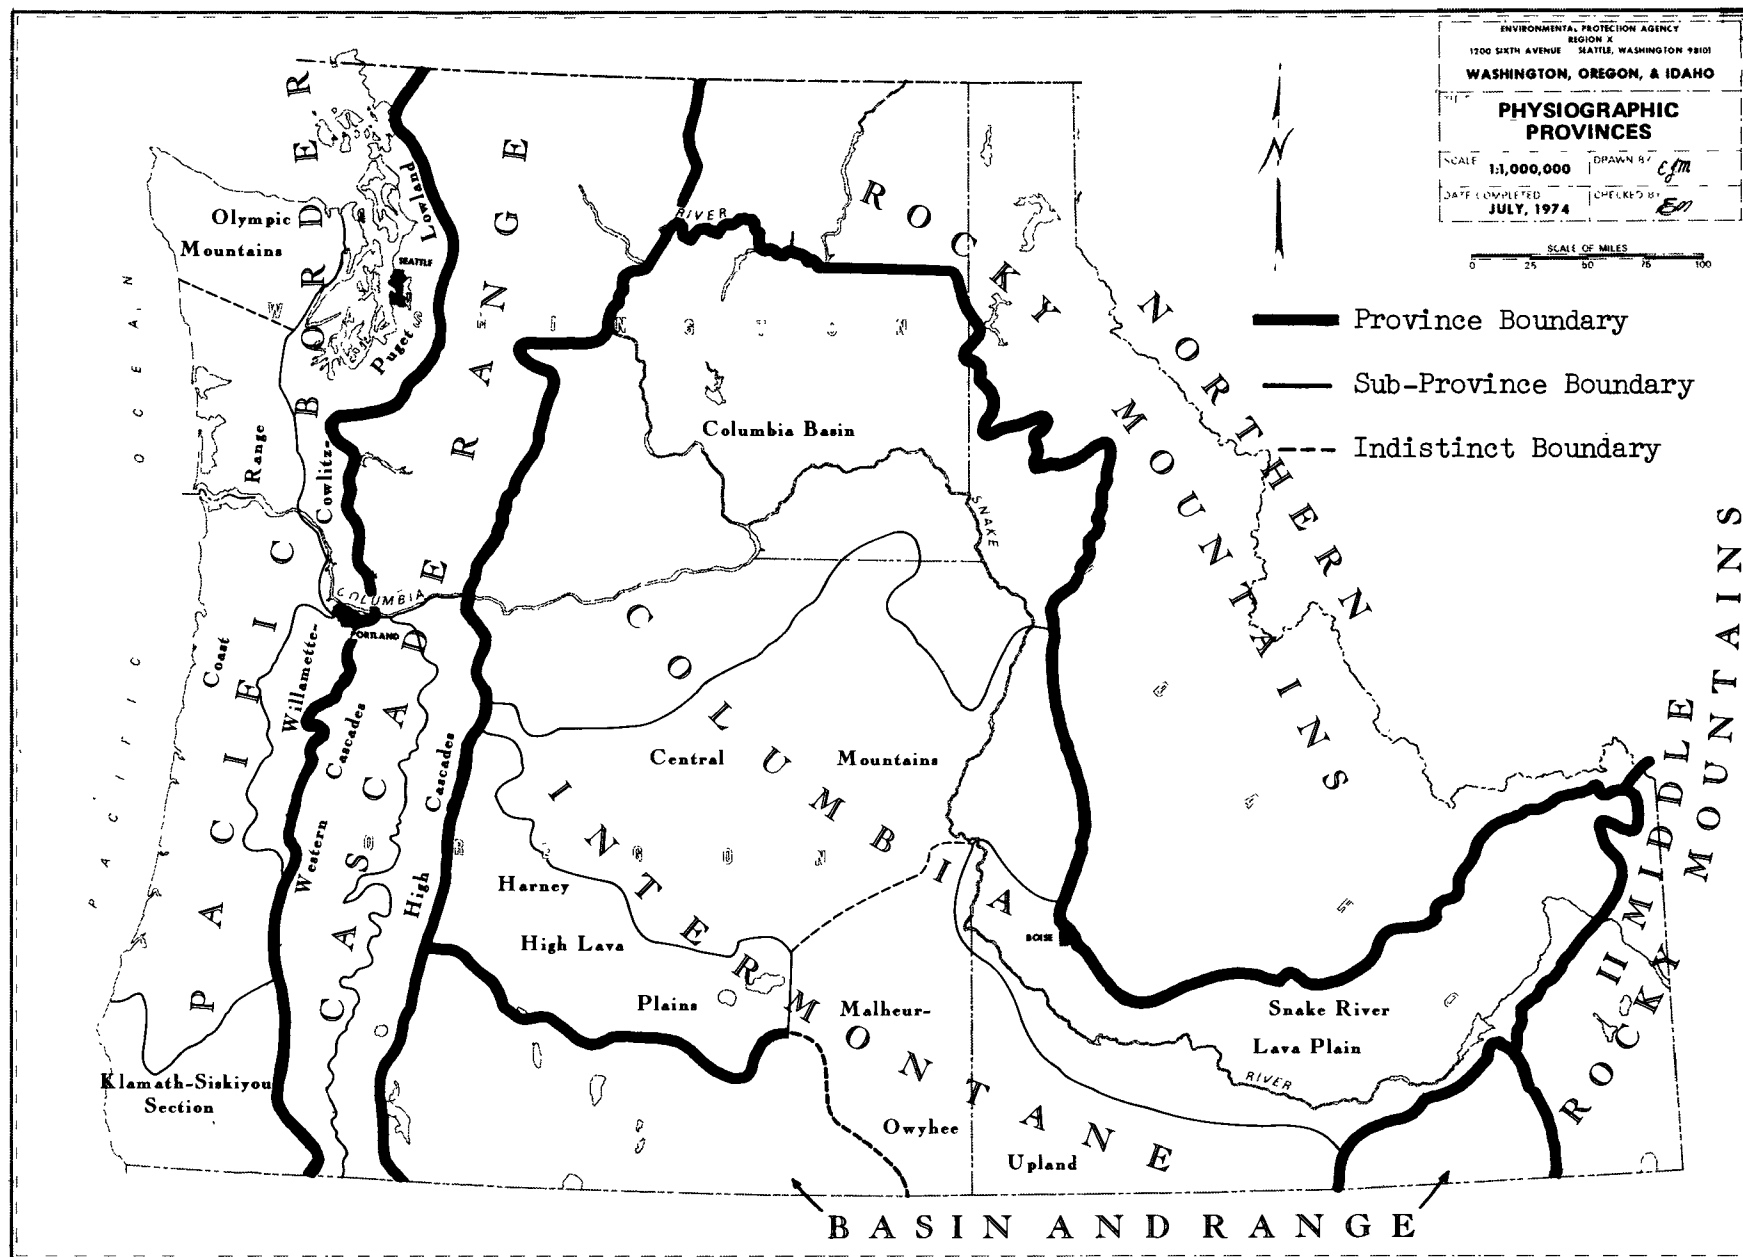 ENVIRONMENTAL PROTECTION AGENCY
REGION X
1200 SIXTH AVENUE SEATTLE, WASHINGTON 98101
WASHINGTON, OREGON, & IDAHO
PHYSIOGRAPHIC
PROVINCES
SCALE 1:1,000,000 DRAWN BY
DATE COMPLETED JULY, 1974 CHECKED BY
SCALE OF MILES
0 25 50 75 100
Province Boundary
Sub-Province Boundary
Indistinct Boundary
N
PACIFIC OCEAN
PACIFIC BORDER
CASCADE RANGE
NORTHERN
ROCKY MOUNTAINS
COLUMBIA
INTERMONTANE
MIDDLE
ROCKY MOUNTAINS
BASIN AND RANGE
Olympic
Mountains
Puget Lowland
SEATTLE
RIVER
Columbia Basin
Coast Range
Cowlitz-
COLUMBIA
PORTLAND
SNAKE
Willamette-
Western Cascades
High Cascades
Central Mountains
Harney
High Lava
Plains
BOISE
Malheur-
Owyhee
Upland
Snake River
Lava Plain
RIVER
Klamath-Siskiyou
Section